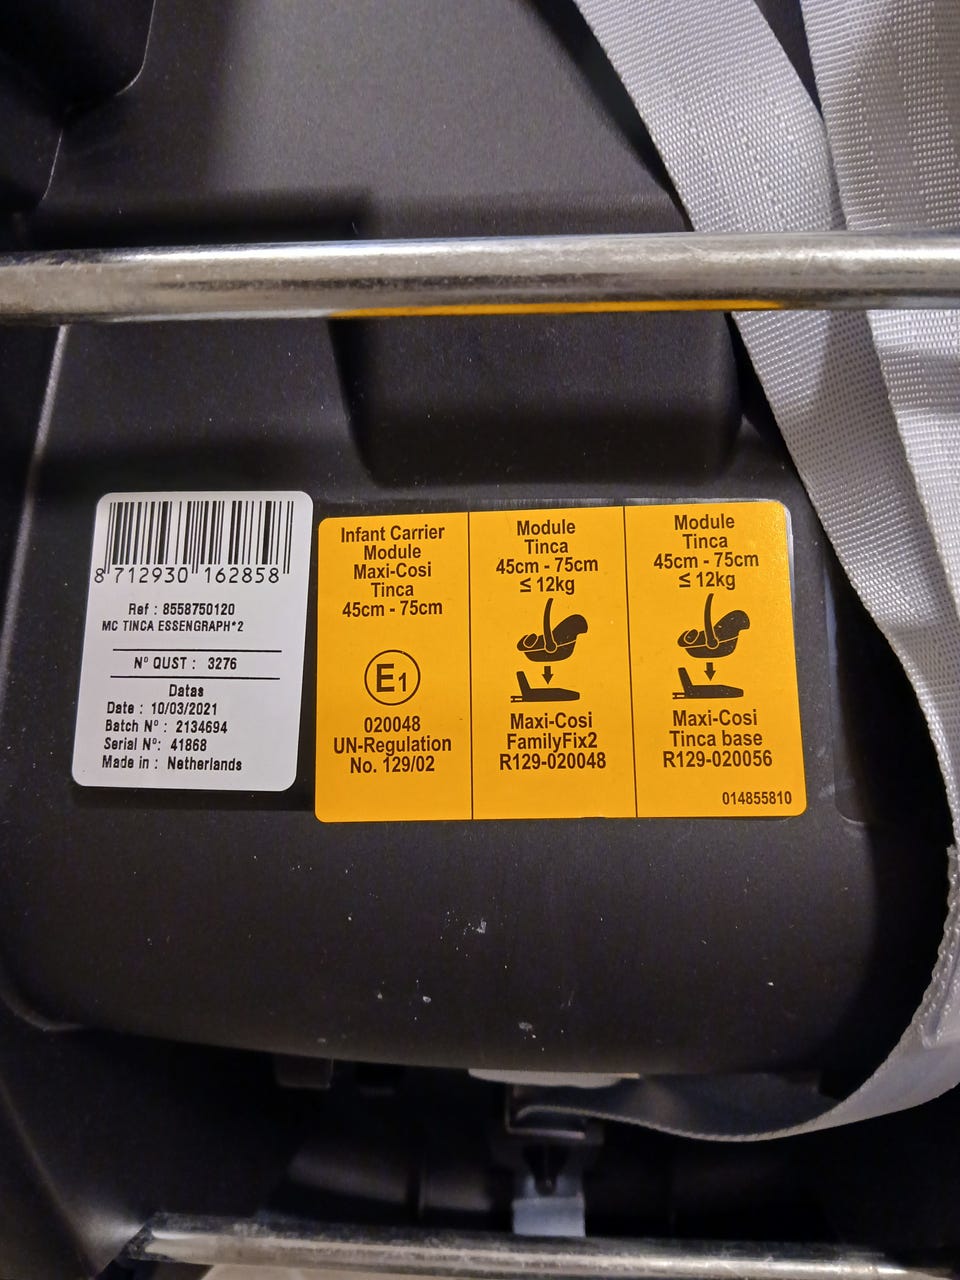 8 712930 162858
Ref : 8558750120
MC TINCA ESSENGRAPH*2
N° QUST : 3276
Datas
Date : 10/03/2021
Batch N° : 2134694
Serial N°: 41868
Made in : Netherlands
Infant Carrier
Module
Maxi-Cosi
Tinca
45cm - 75cm
E1
020048
UN-Regulation
No. 129/02
Module
Tinca
45cm - 75cm
≤ 12kg
Maxi-Cosi
FamilyFix2
R129-020048
Module
Tinca
45cm - 75cm
≤ 12kg
Maxi-Cosi
Tinca base
R129-020056
014855810